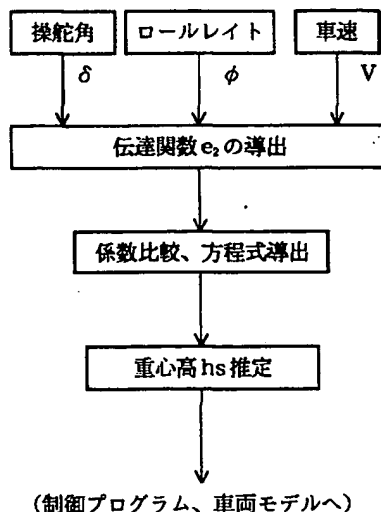 操舵角 ロールレイト 車速
δ φ V
伝達関数e₂の導出
係数比較、方程式導出
重心高hs推定
(制御プログラム、車両モデルへ)